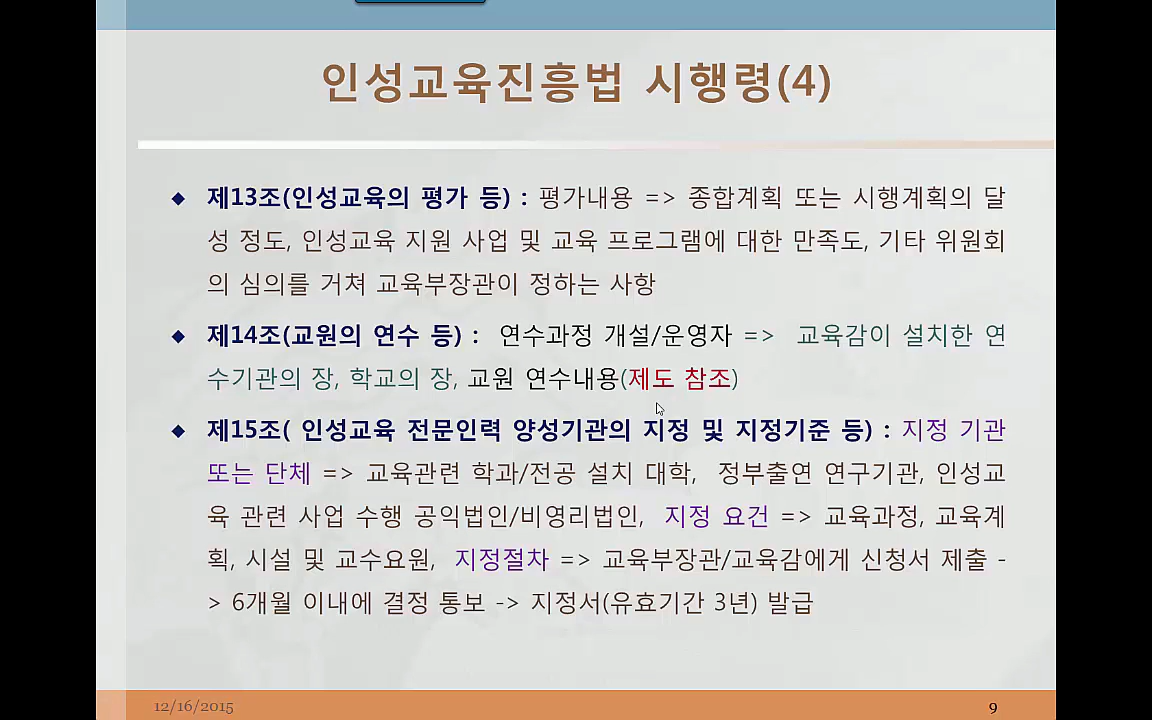 인성교육진흥법 시행령(4)
◆ 제13조(인성교육의 평가 등) : 평가내용 => 종합계획 또는 시행계획의 달
성 정도, 인성교육 지원 사업 및 교육 프로그램에 대한 만족도, 기타 위원회
의 심의를 거쳐 교육부장관이 정하는 사항
◆ 제14조(교원의 연수 등) : 연수과정 개설/운영자 => 교육감이 설치한 연
수기관의 장, 학교의 장, 교원 연수내용(제도 참조)
◆ 제15조( 인성교육 전문인력 양성기관의 지정 및 지정기준 등) : 지정 기관
또는 단체 => 교육관련 학과/전공 설치 대학, 정부출연 연구기관, 인성교
육 관련 사업 수행 공익법인/비영리법인, 지정 요건 => 교육과정, 교육계
획, 시설 및 교수요원, 지정절차 => 교육부장관/교육감에게 신청서 제출 -
> 6개월 이내에 결정 통보 -> 지정서(유효기간 3년) 발급
12/16/2015
9